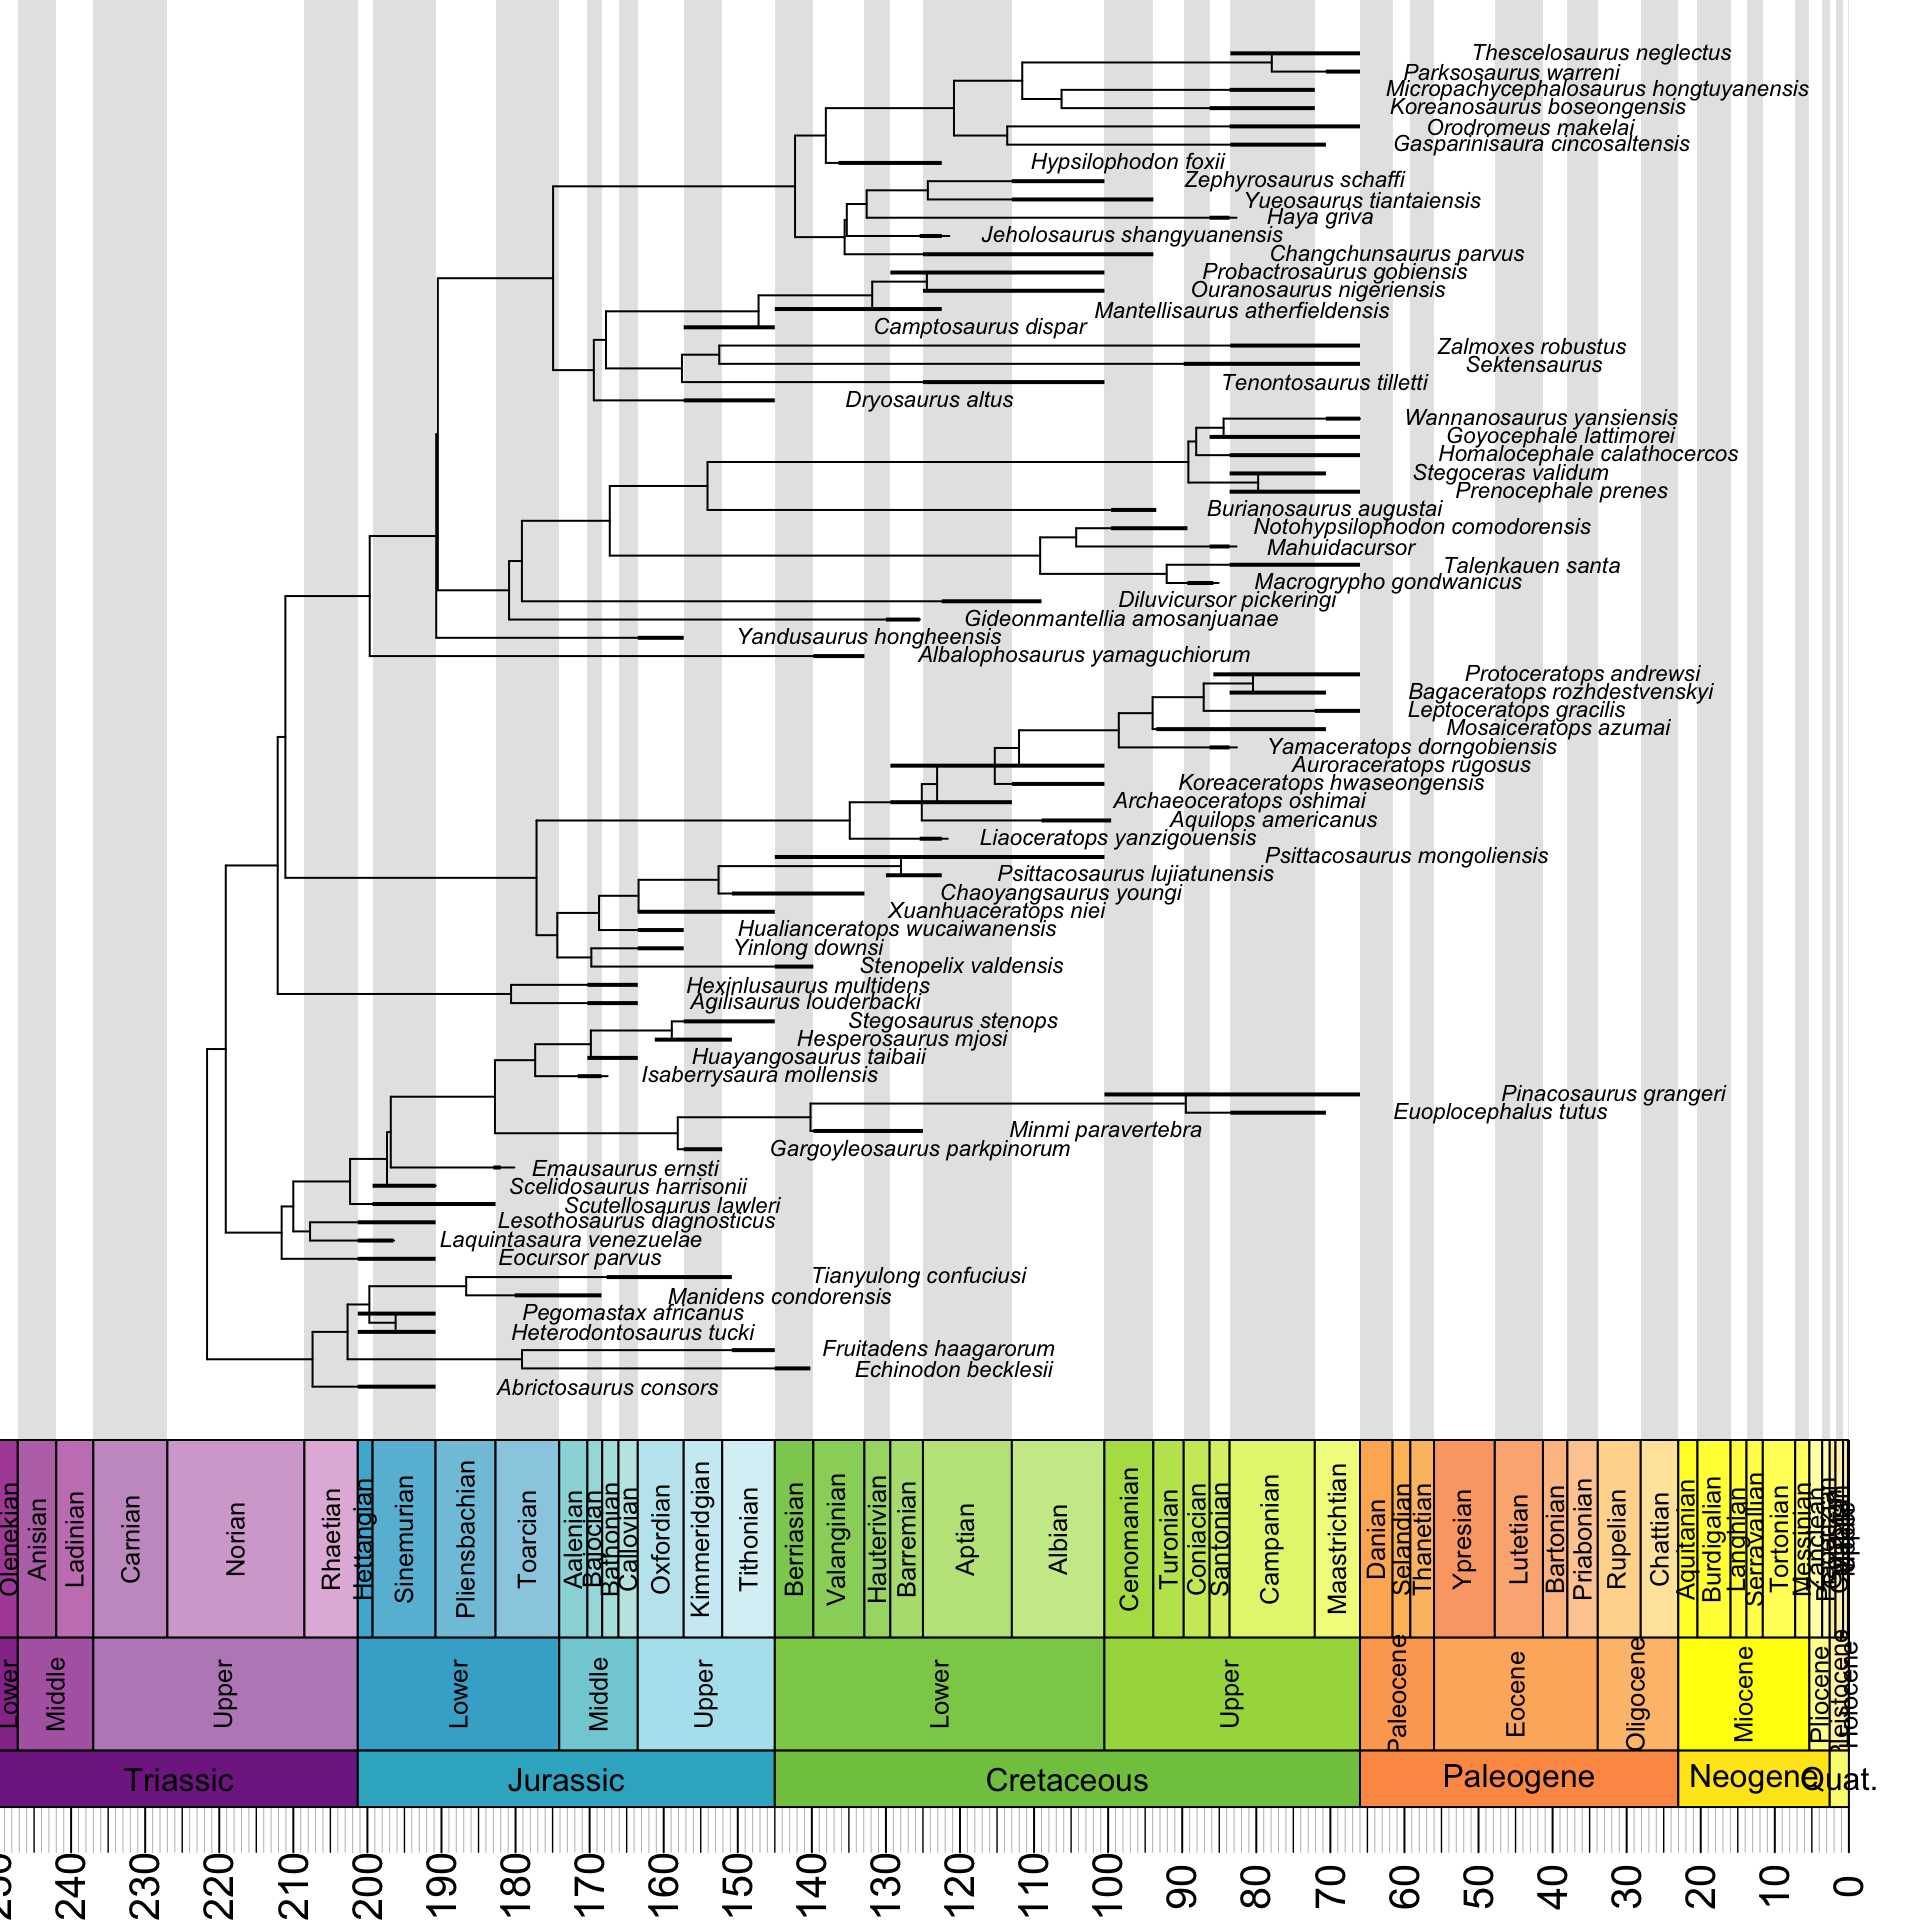 Thescelosaurus neglectus
Parksosaurus warreni
Micropachycephalosaurus hongtuyanensis
Koreanosaurus boseongensis
Orodromeus makelai
Gasparinisaura cincosaltensis
Hypsilophodon foxii
Zephyrosaurus schaffi
Yueosaurus tiantaiensis
Haya griva
Jeholosaurus shangyuanensis
Changchunsaurus parvus
Probactrosaurus gobiensis
Ouranosaurus nigeriensis
Mantellisaurus atherfieldensis
Camptosaurus dispar
Zalmoxes robustus
Sektensaurus
Tenontosaurus tilletti
Dryosaurus altus
Wannanosaurus yansiensis
Goyocephale lattimorei
Homalocephale calathocercos
Stegoceras validum
Prenocephale prenes
Burianosaurus augustai
Notohypsilophodon comodorensis
Mahuidacursor
Talenkauen santa
Macrogrypho gondwanicus
Diluvicursor pickeringi
Gideonmantellia amosanjuanae
Yandusaurus hongheensis
Albalophosaurus yamaguchiorum
Protoceratops andrewsi
Bagaceratops rozhdestvenskyi
Leptoceratops gracilis
Mosaiceratops azumai
Yamaceratops dorngobiensis
Auroraceratops rugosus
Koreaceratops hwaseongensis
Archaeoceratops oshimai
Aquilops americanus
Liaoceratops yanzigouensis
Psittacosaurus mongoliensis
Psittacosaurus lujiatunensis
Chaoyangsaurus youngi
Xuanhuaceratops niei
Hualianceratops wucaiwanensis
Yinlong downsi
Stenopelix valdensis
Hexinlusaurus multidens
Agilisaurus louderbacki
Stegosaurus stenops
Hesperosaurus mjosi
Huayangosaurus taibaii
Isaberrysaura mollensis
Pinacosaurus grangeri
Euoplocephalus tutus
Minmi paravertebra
Gargoyleosaurus parkpinorum
Emausaurus ernsti
Scelidosaurus harrisonii
Scutellosaurus lawleri
Lesothosaurus diagnosticus
Laquintasaura venezuelae
Eocursor parvus
Tianyulong confuciusi
Manidens condorensis
Pegomastax africanus
Heterodontosaurus tucki
Fruitadens haagarorum
Echinodon becklesii
Abrictosaurus consors
Olenekian Anisian Ladinian Carnian Norian Rhaetian Hettangian Sinemurian Pliensbachian Toarcian Aalenian Bajocian Bathonian Callovian Oxfordian Kimmeridgian Tithonian Berriasian Valanginian Hauterivian Barremian Aptian Albian Cenomanian Turonian Coniacian Santonian Campanian Maastrichtian Danian Selandian Thanetian Ypresian Lutetian Bartonian Priabonian Rupelian Chattian Aquitanian Burdigalian Langhian Serravallian Tortonian Messinian Zanclean
Lower Middle Upper Lower Middle Upper Lower Upper Paleocene Eocene Oligocene Miocene Pliocene Pleistocene Holocene
Triassic Jurassic Cretaceous Paleogene Neogene Quat.
250 240 230 220 210 200 190 180 170 160 150 140 130 120 110 100 90 80 70 60 50 40 30 20 10 0